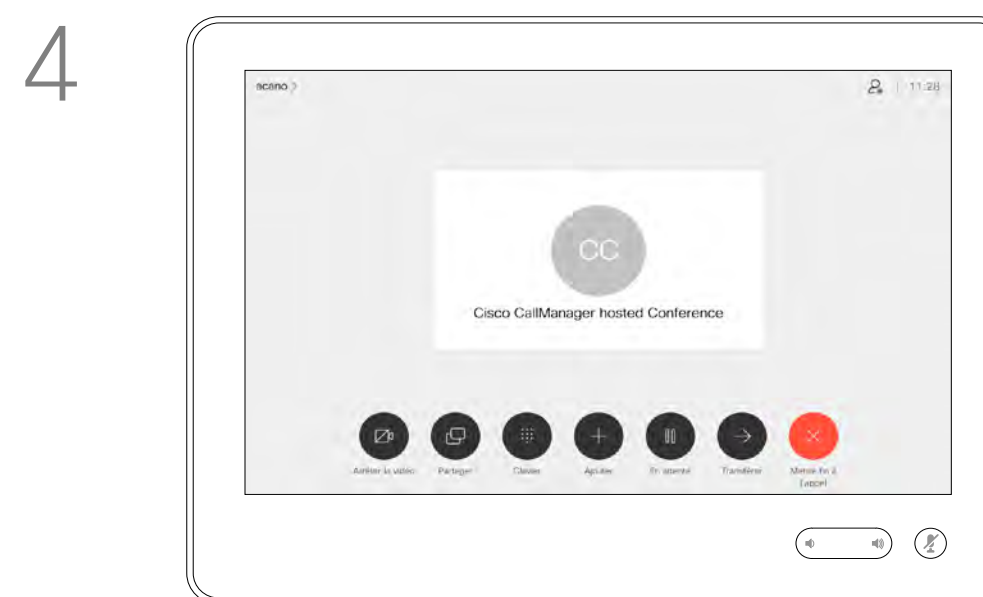 4
acano >
11:28
CC
Cisco CallManager hosted Conference
Arrêter la vidéo Partager Clavier Ajouter En attente Transférer Mettre fin à
l'appel